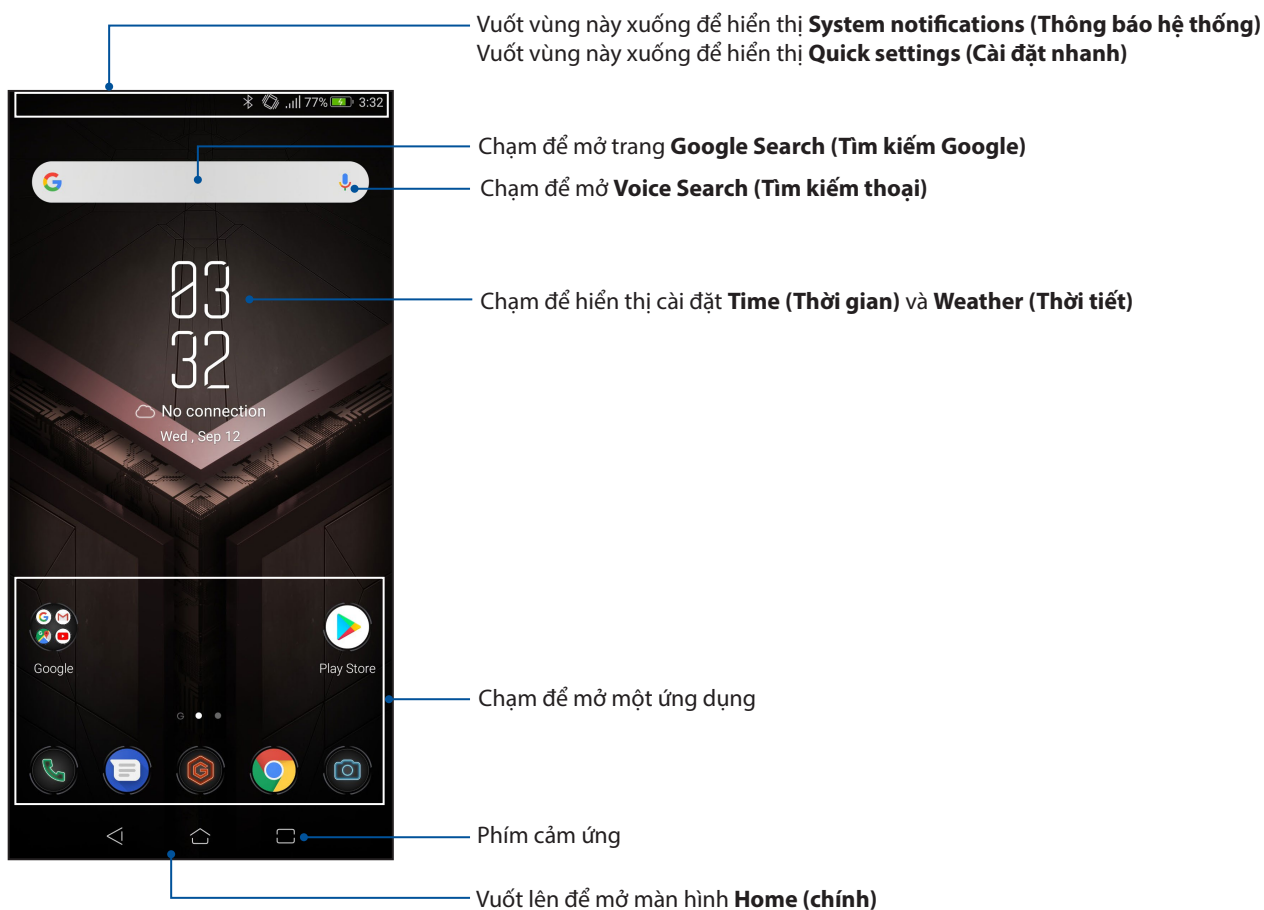 Vuốt vùng này xuống để hiển thị System notifications (Thông báo hệ thống)
Vuốt vùng này xuống để hiển thị Quick settings (Cài đặt nhanh)
77% 3:32
Chạm để mở trang Google Search (Tìm kiếm Google)
Chạm để mở Voice Search (Tìm kiếm thoại)
03
32
Chạm để hiển thị cài đặt Time (Thời gian) và Weather (Thời tiết)
No connection
Wed , Sep 12
Google
Play Store
Chạm để mở một ứng dụng
Phím cảm ứng
Vuốt lên để mở màn hình Home (chính)